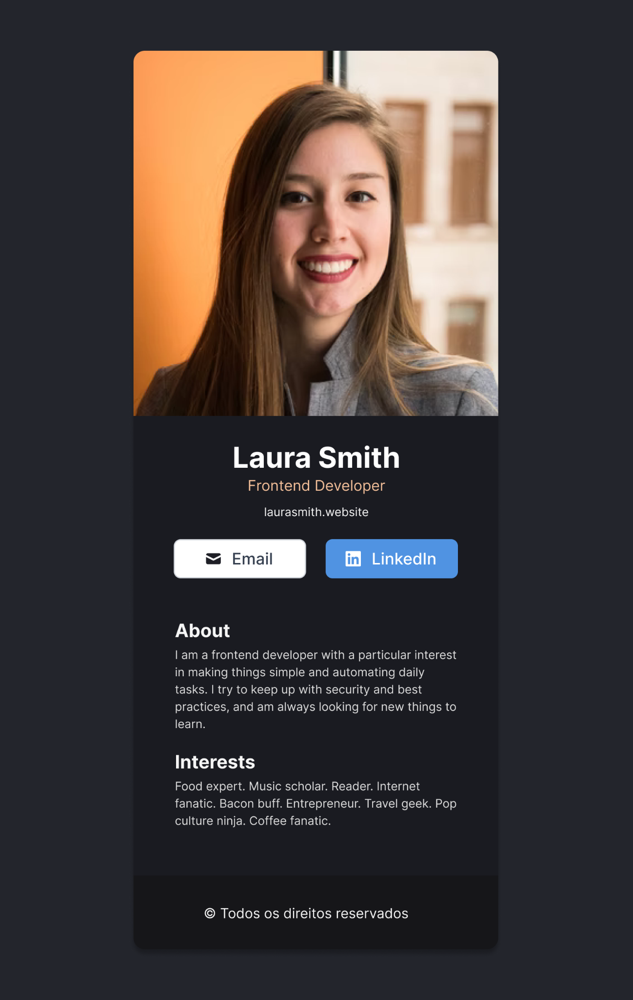 Laura Smith
Frontend Developer
laurasmith.website
Email
in LinkedIn
About
I am a frontend developer with a particular interest
in making things simple and automating daily
tasks. I try to keep up with security and best
practices, and am always looking for new things to
learn.
Interests
Food expert. Music scholar. Reader. Internet
fanatic. Bacon buff. Entrepreneur. Travel geek. Pop
culture ninja. Coffee fanatic.
© Todos os direitos reservados